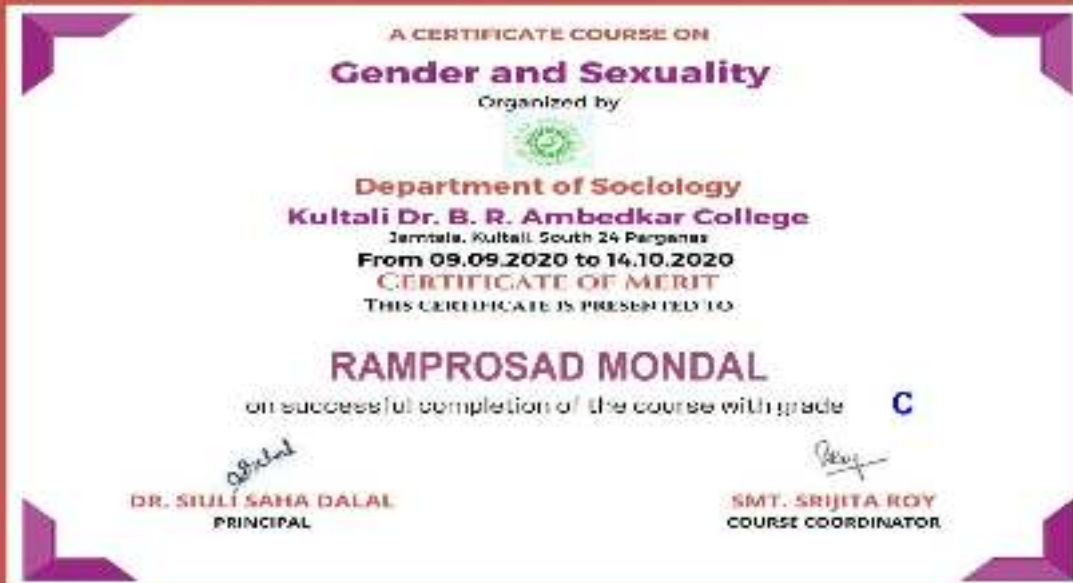 A CERTIFICATE COURSE ON
Gender and Sexuality
Organized by
Department of Sociology
Kultali Dr. B. R. Ambedkar College
Jamtala, Kultali, South 24 Parganas
From 09.09.2020 to 14.10.2020
CERTIFICATE OF MERIT
THIS CERTIFICATE IS PRESENTED TO
RAMPROSAD MONDAL
on successful completion of the course with grade C
DR. SIULI SAHA DALAL
PRINCIPAL
SMT. SRIJITA ROY
COURSE COORDINATOR